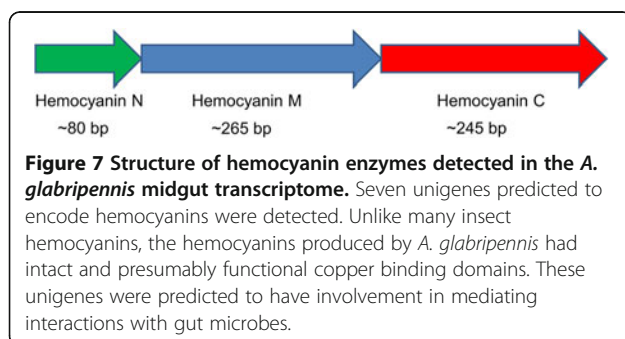 Hemocyanin N Hemocyanin M Hemocyanin C
~80 bp ~265 bp ~245 bp
Figure 7 Structure of hemocyanin enzymes detected in the A.
glabripennis midgut transcriptome. Seven unigenes predicted to
encode hemocyanins were detected. Unlike many insect
hemocyanins, the hemocyanins produced by A. glabripennis had
intact and presumably functional copper binding domains. These
unigenes were predicted to have involvement in mediating
interactions with gut microbes.